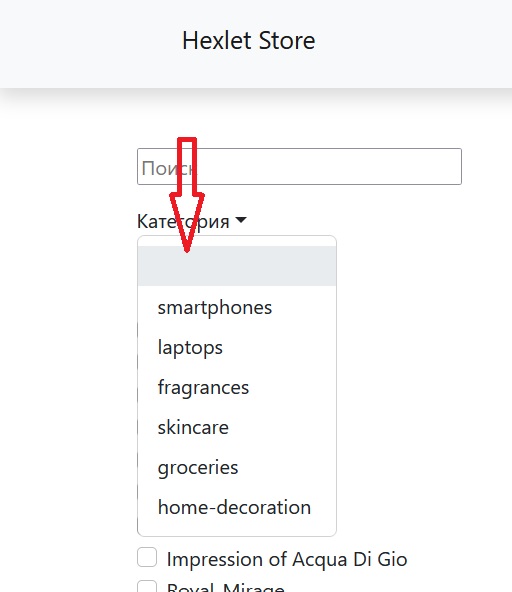 Hexlet Store
Поиск
Категория
smartphones
laptops
fragrances
skincare
groceries
home-decoration
Impression of Acqua Di Gio
Royal_Mirage